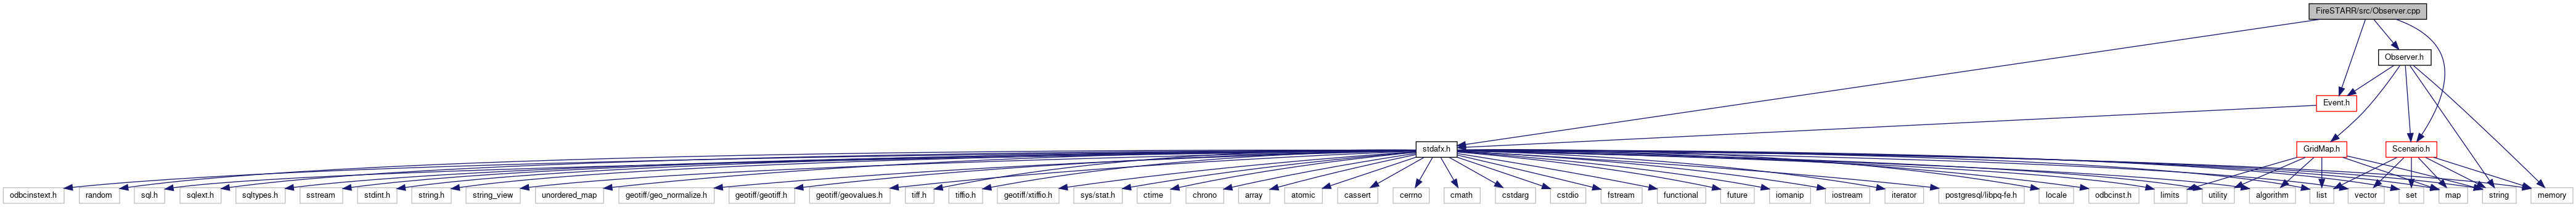 FireSTARR/src/Observer.cpp
Observer.h
Event.h
stdafx.h
GridMap.h
Scenario.h
odbcinstext.h
random
sql.h
sqlext.h
sqltypes.h
sstream
stdint.h
string.h
string_view
unordered_map
geotiff/geo_normalize.h
geotiff/geotiff.h
geotiff/geovalues.h
tiff.h
tiffio.h
geotiff/xtiffio.h
sys/stat.h
ctime
chrono
array
atomic
cassert
cerrno
cmath
cstdarg
cstdio
fstream
functional
future
iomanip
iostream
iterator
postgresql/libpq-fe.h
locale
odbcinst.h
limits
utility
algorithm
list
vector
set
map
string
memory